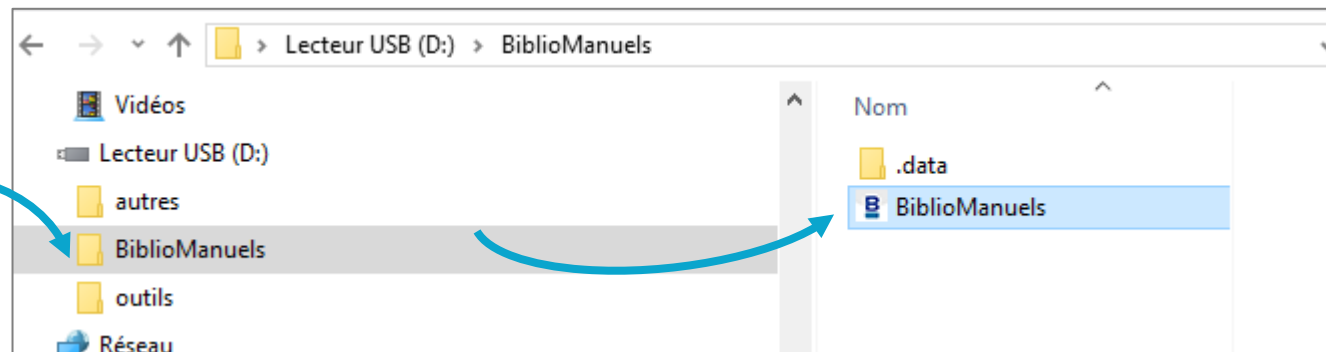 Lecteur USB (D:) > BiblioManuels
Vidéos
Lecteur USB (D:)
autres
BiblioManuels
outils
Réseau
Nom
.data
B BiblioManuels